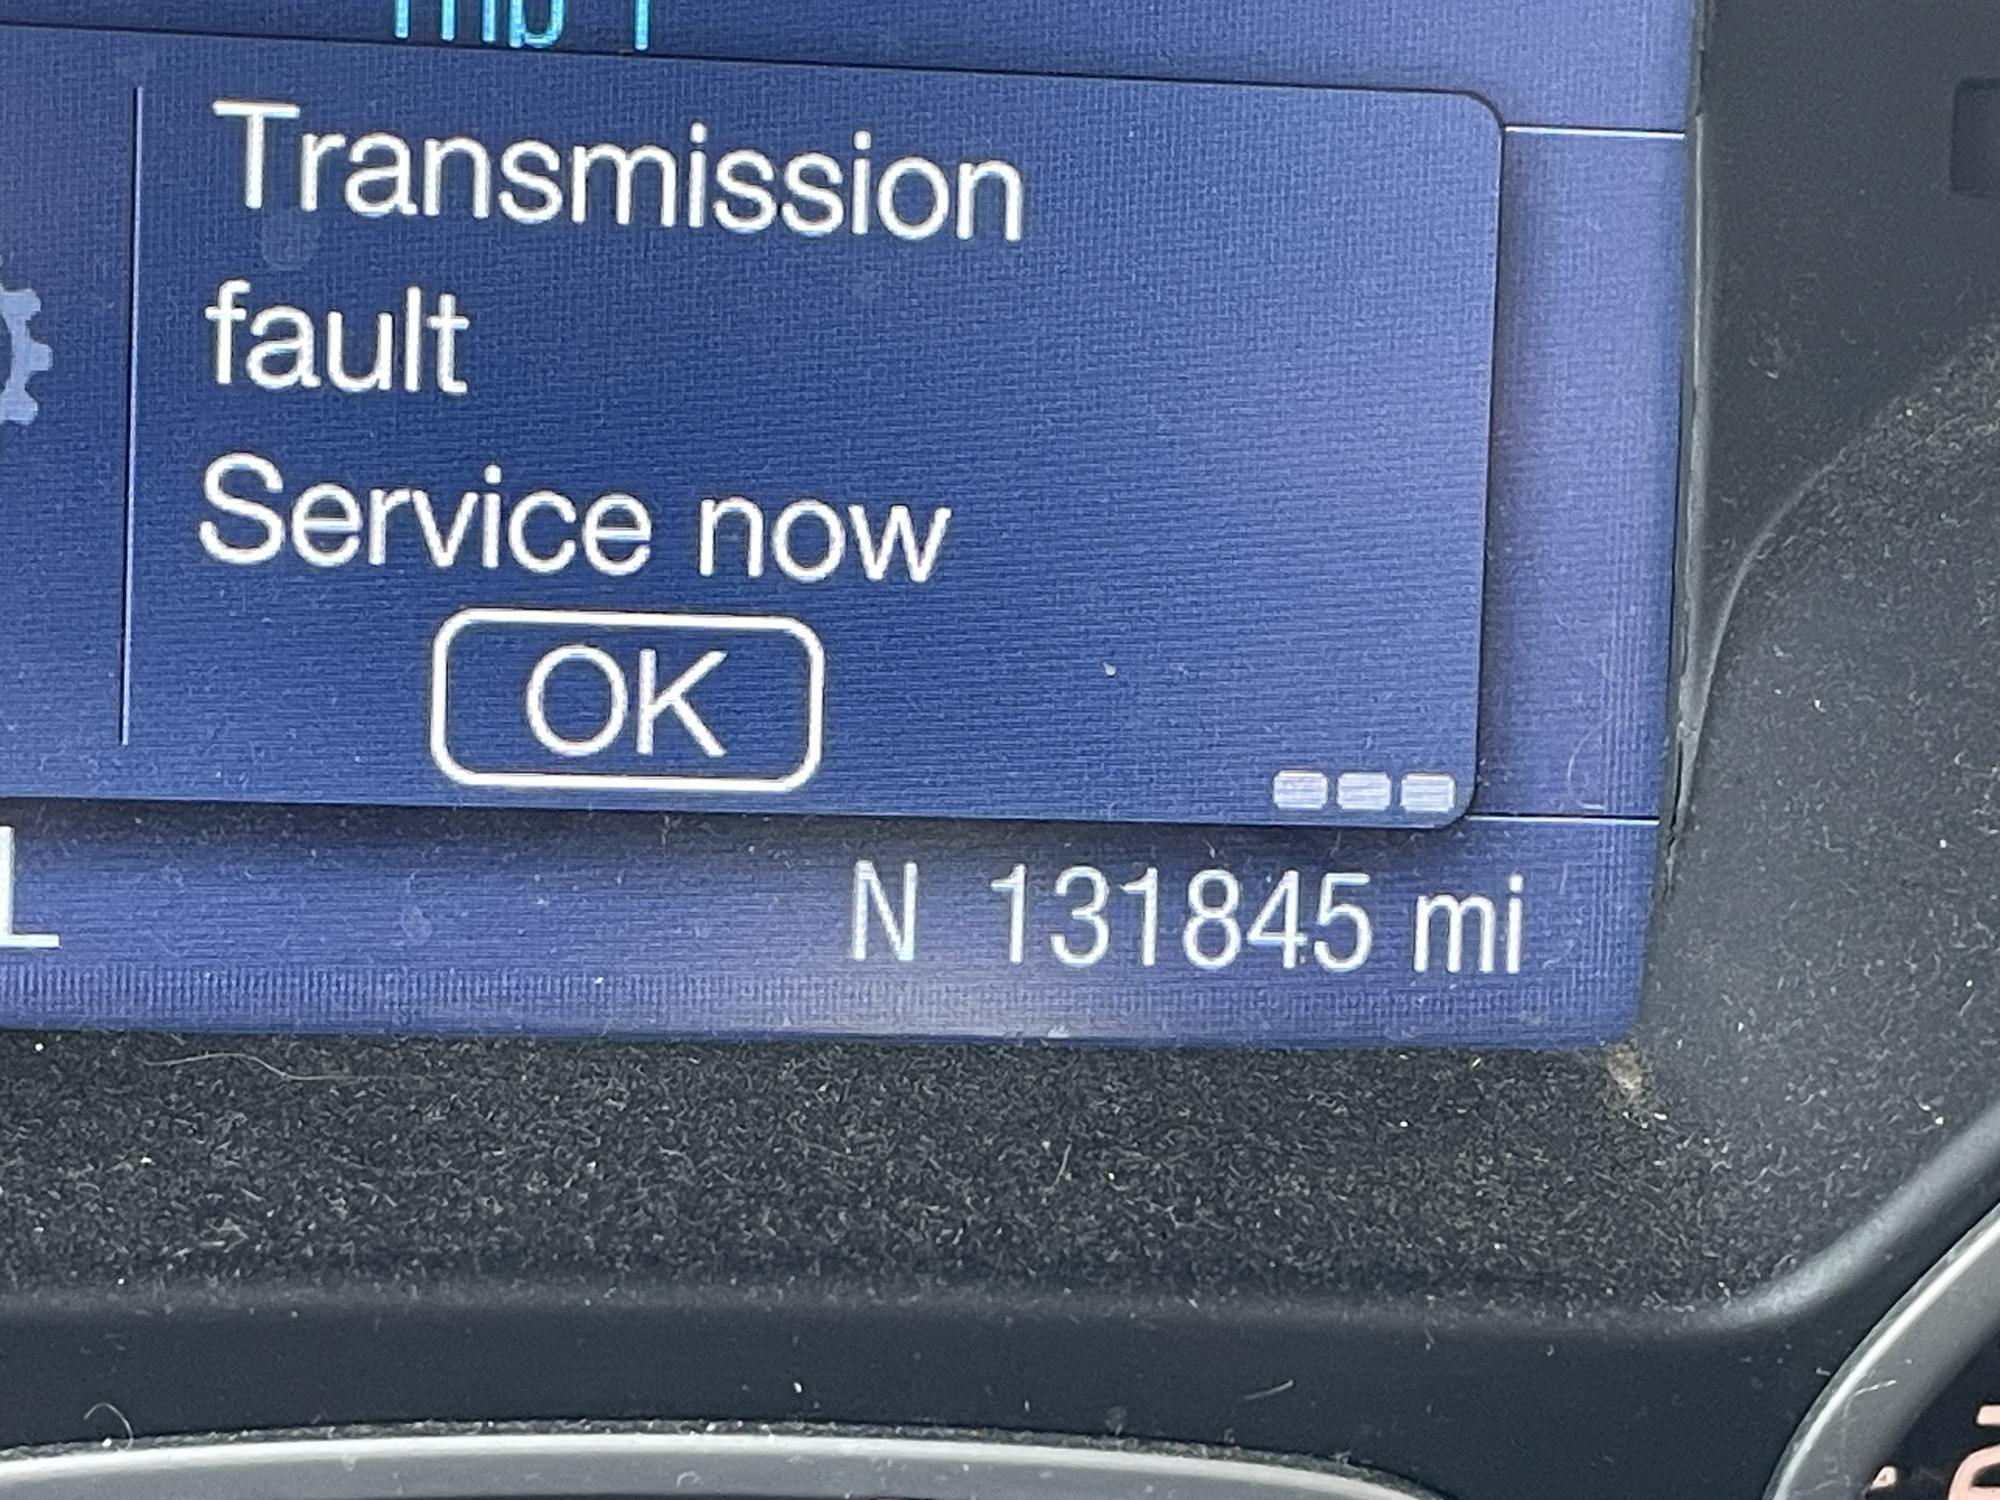 Transmission
fault
Service now
OK
N 131845 mi